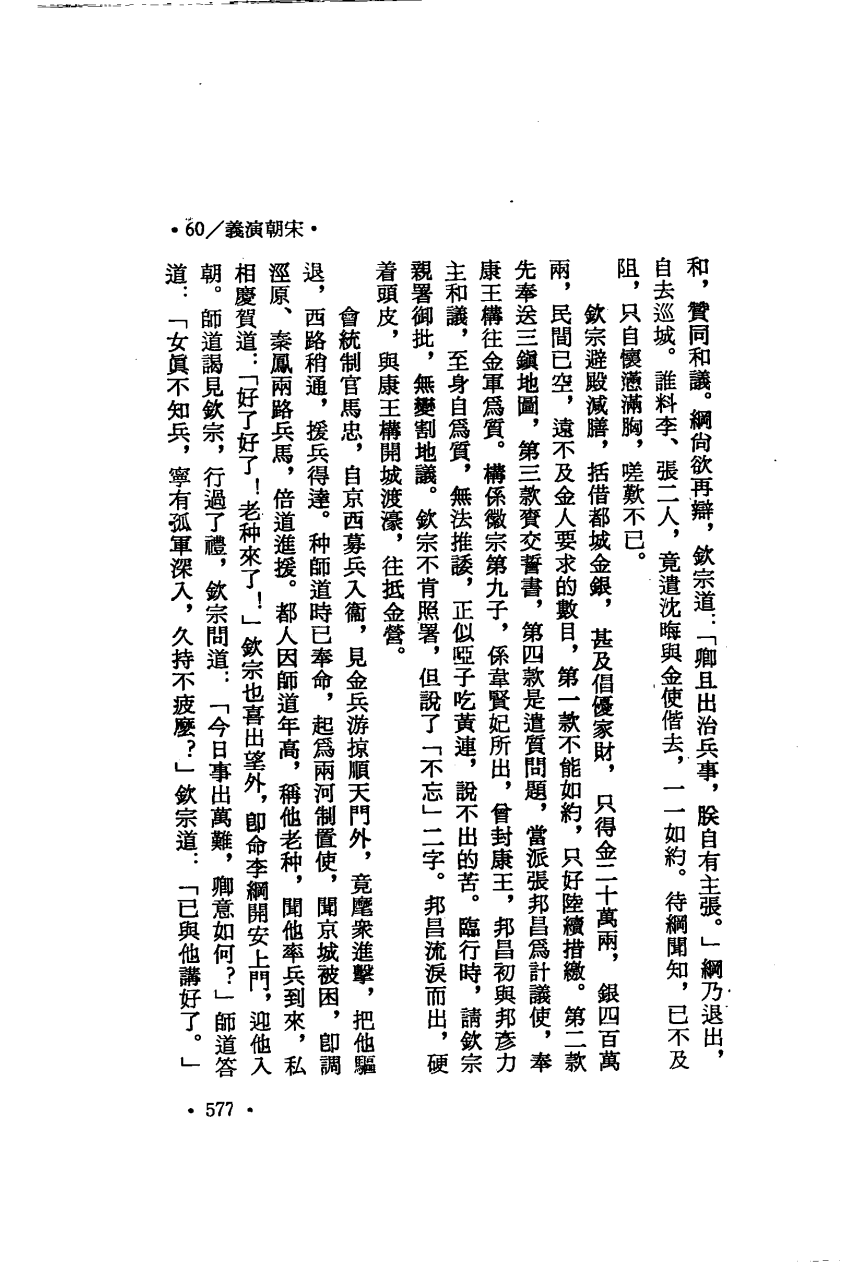 •60/義演朝宋•
和，贊同和議。綱尙欲再辯，欽宗道：「卿且出治兵事，朕自有主張。」綱乃退出，
自去巡城。誰料李、張二人，竟遣沈晦與金使偕去，一一如約。待綱聞知，已不及
阻，只自懷懣滿胸，嗟歎不已。
欽宗避殿減膳，括借都城金銀，甚及倡優家財，只得金二十萬兩，銀四百萬
兩，民間已空，遠不及金人要求的數目，第一款不能如約，只好陸續措繳。第二款
先奉送三鎭地圖，第三款賫交誓書，第四款是遣質問題，當派張邦昌爲計議使，奉
康王構往金軍爲質。構係徽宗第九子，係韋賢妃所出，曾封康王，邦昌初與邦彥力
主和議，至身自爲質，無法推諉，正似啞子吃黃連，說不出的苦。臨行時，請欽宗
親署御批，無變割地議。欽宗不肯照署，但說了「不忘」二字。邦昌流淚而出，硬
着頭皮，與康王構開城渡濠，往抵金營。
會統制官馬忠，自京西募兵入衞，見金兵游掠順天門外，竟麾衆進擊，把他驅
退，西路稍通，援兵得達。种師道時已奉命，起爲兩河制置使，聞京城被困，卽調
涇原、秦鳳兩路兵馬，倍道進援。都人因師道年高，稱他老种，聞他率兵到來，私
相慶賀道：「好了好了！老种來了！」欽宗也喜出望外，卽命李綱開安上門，迎他入
朝。師道謁見欽宗，行過了禮，欽宗問道：「今日事出萬難，卿意如何？」師道答
道：「女眞不知兵，寧有孤軍深入，久持不疲麼？」欽宗道：「已與他講好了。」
•577•